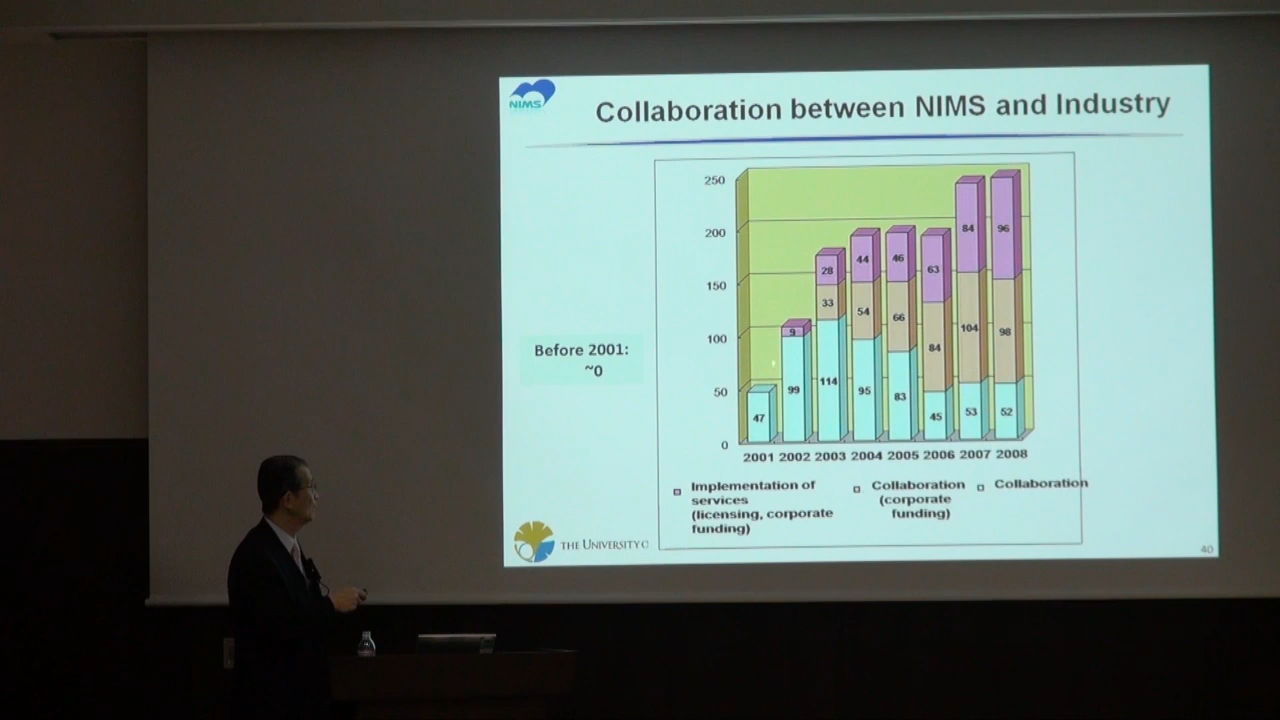 NIMS
Collaboration between NIMS and Industry
250
200
150
100
50
0
Before 2001:
~0
47
99
9
114
33
28
95
54
44
83
66
46
45
84
63
53
104
84
52
98
96
2001 2002 2003 2004 2005 2006 2007 2008
Implementation of
services
(licensing, corporate
funding)
Collaboration
(corporate
funding)
Collaboration
THE UNIVERSITY
40